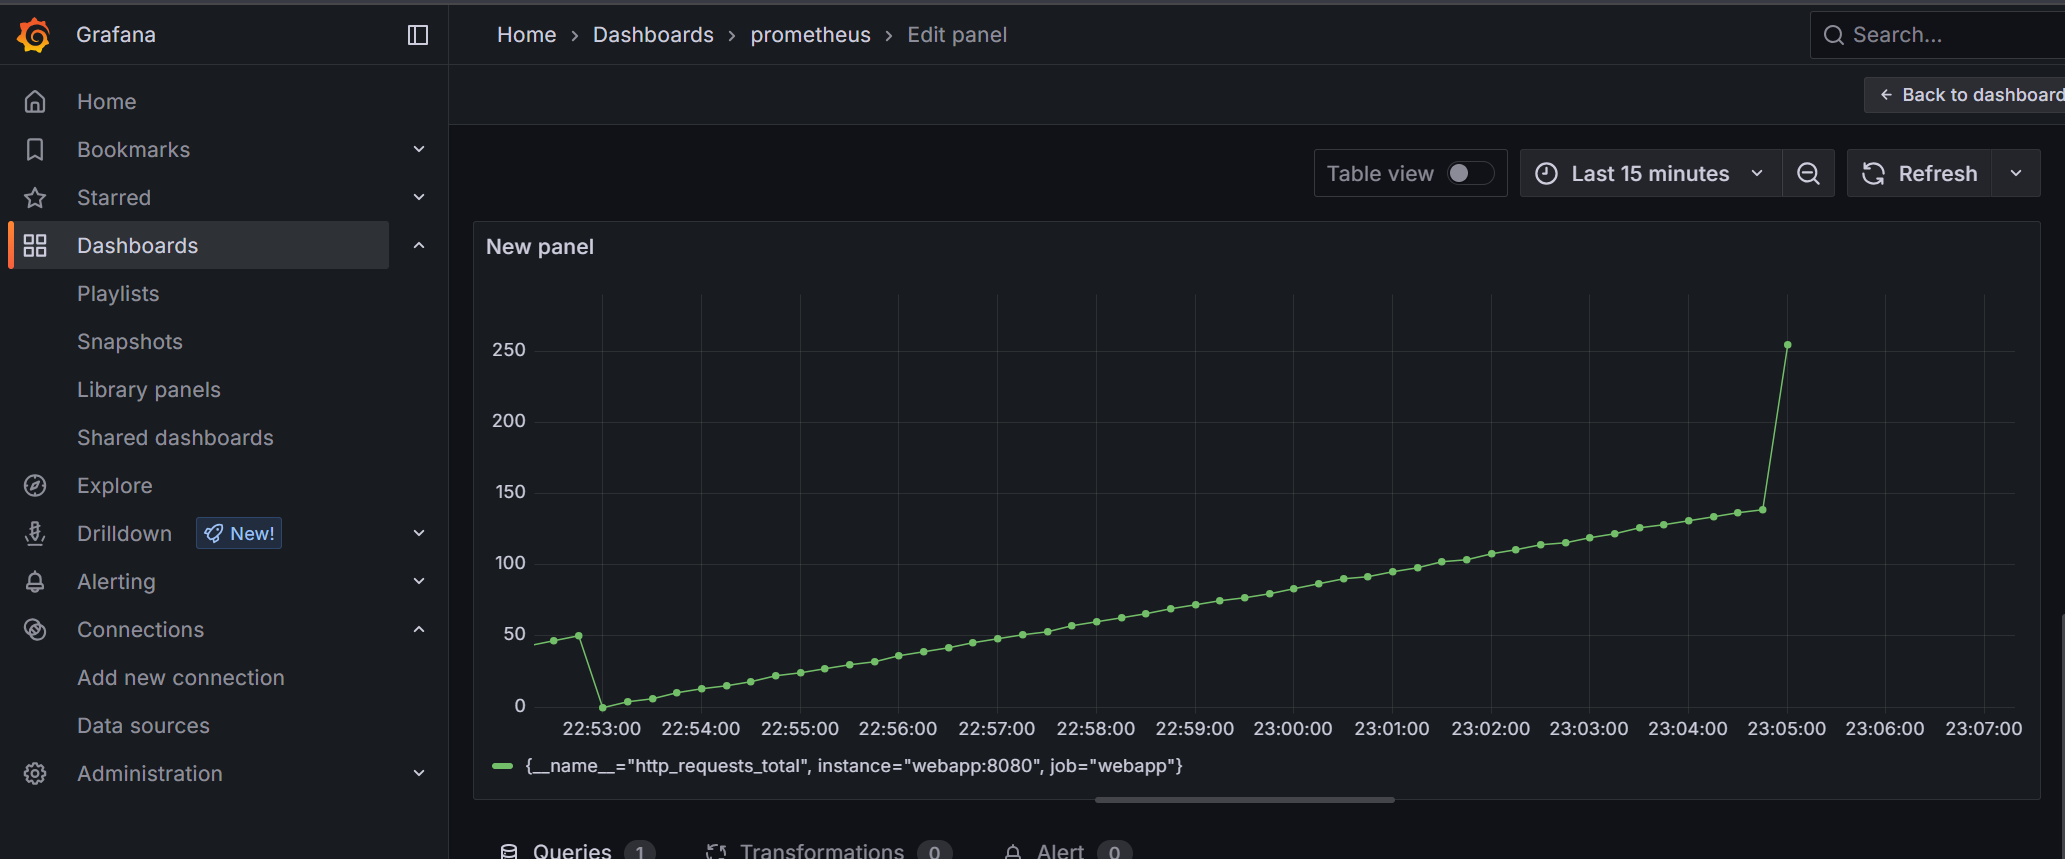 Grafana
Home › Dashboards › prometheus › Edit panel
Search...
Home
Bookmarks
Starred
Dashboards
Playlists
Snapshots
Library panels
Shared dashboards
Explore
Drilldown New!
Alerting
Connections
Add new connection
Data sources
Administration
← Back to dashboard
Table view
Last 15 minutes
Refresh
New panel
250
200
150
100
50
0
22:53:00 22:54:00 22:55:00 22:56:00 22:57:00 22:58:00 22:59:00 23:00:00 23:01:00 23:02:00 23:03:00 23:04:00 23:05:00 23:06:00 23:07:00
{__name__="http_requests_total", instance="webapp:8080", job="webapp"}
Queries 1 Transformations 0 Alert 0